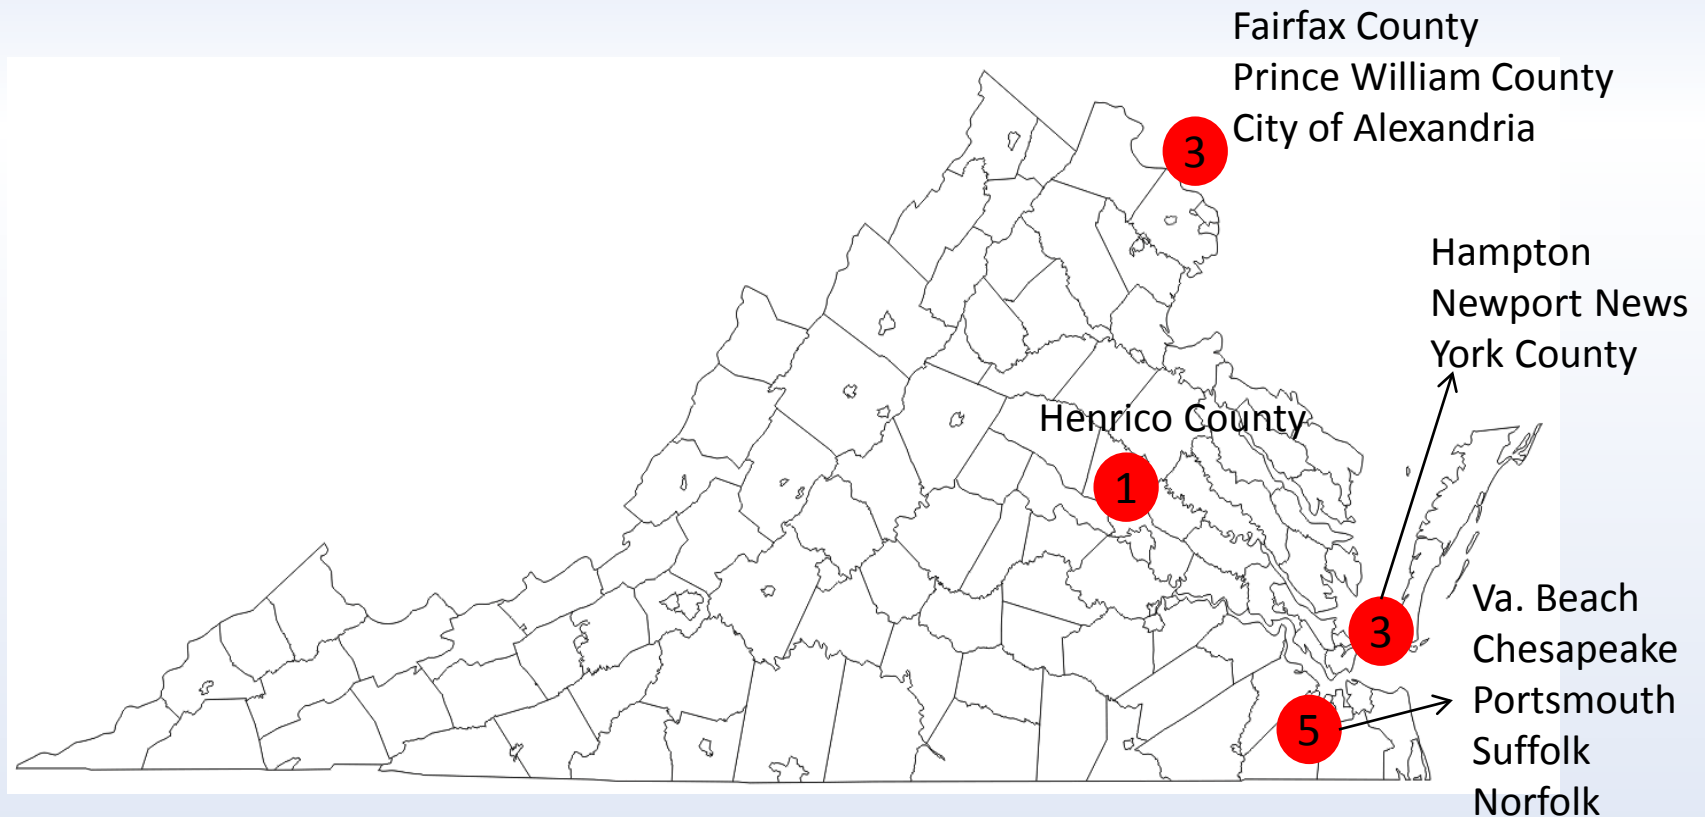 Fairfax County
Prince William County
City of Alexandria
3
Hampton
Newport News
York County
Henrico County
1
3
Va. Beach
Chesapeake
Portsmouth
Suffolk
Norfolk
5